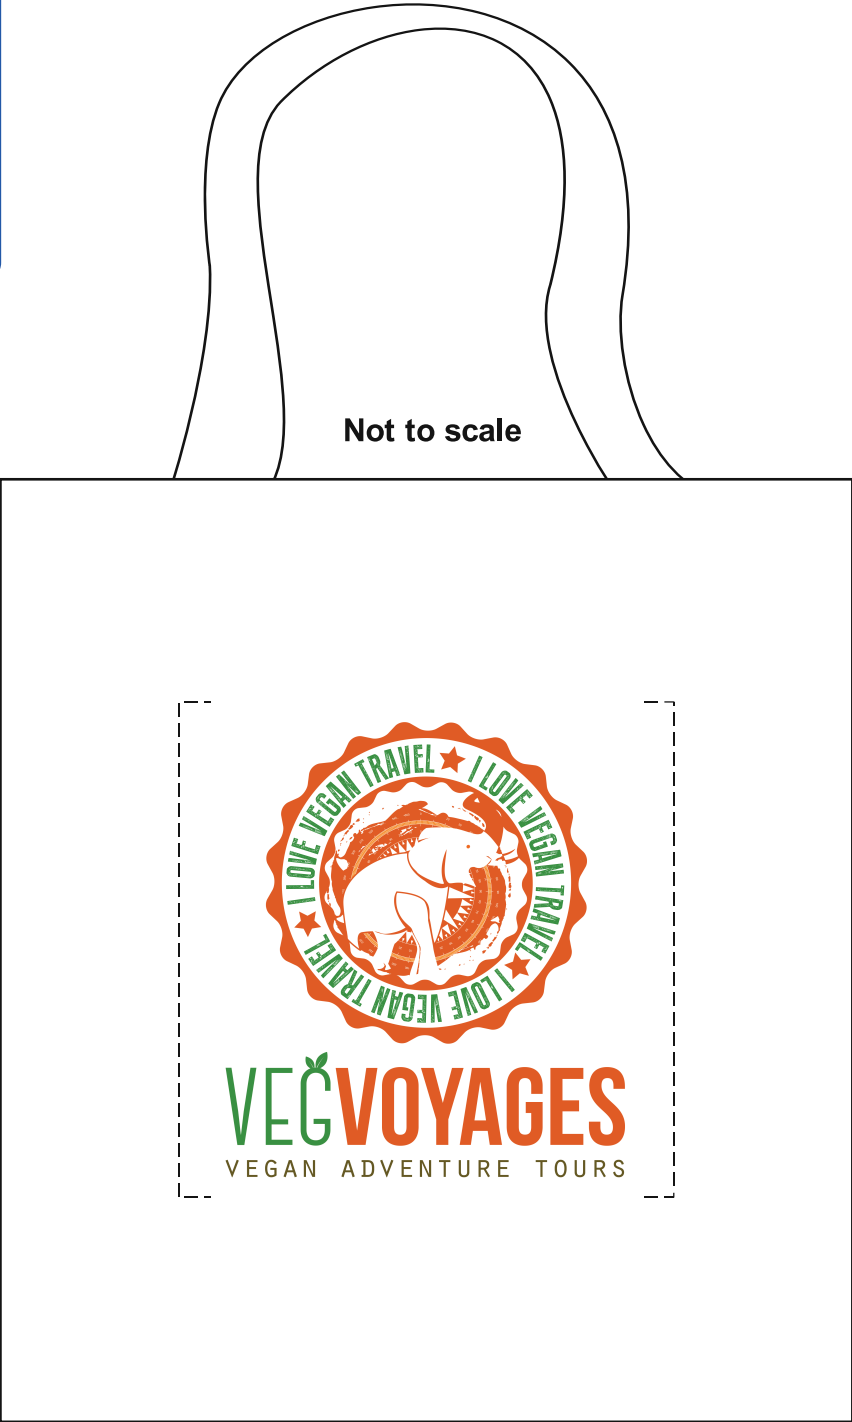 Not to scale
I LOVE VEGAN TRAVEL ★ I LOVE VEGAN TRAVEL ★ I LOVE VEGAN TRAVEL ★
VEGVOYAGES
VEGAN ADVENTURE TOURS